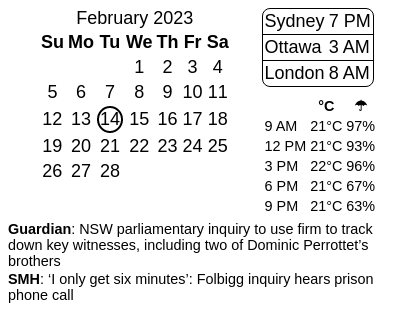 February 2023
Su Mo Tu We Th Fr Sa
1 2 3 4
5 6 7 8 9 10 11
12 13 14 15 16 17 18
19 20 21 22 23 24 25
26 27 28
Sydney 7 PM
Ottawa 3 AM
London 8 AM
°C ☂
9 AM 21°C 97%
12 PM 21°C 93%
3 PM 22°C 96%
6 PM 21°C 67%
9 PM 21°C 63%
Guardian: NSW parliamentary inquiry to use firm to track
down key witnesses, including two of Dominic Perrottet’s
brothers
SMH: ‘I only get six minutes’: Folbigg inquiry hears prison
phone call